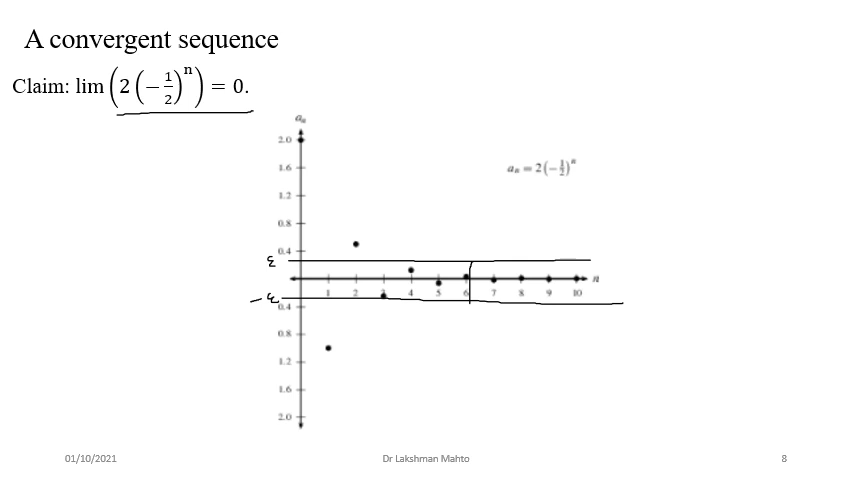 A convergent sequence
Claim: lim (2(−1/2)ⁿ) = 0.
aₙ
2.0
1.6
aₙ = 2(−1/2)ⁿ
1.2
0.8
0.4
ε
n
1 2 3 4 5 6 7 8 9 10
−ε
0.4
0.8
1.2
1.6
2.0
01/10/2021 Dr Lakshman Mahto 8